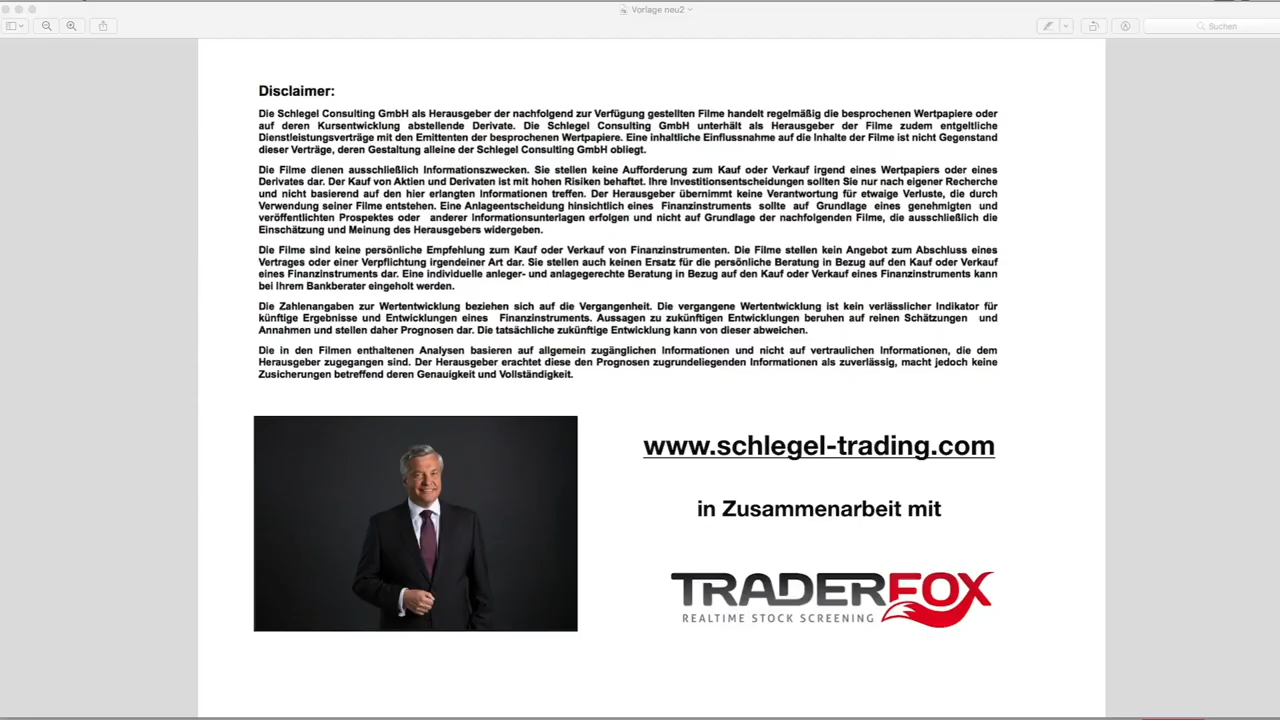 Vorlage neu2
Suchen
Disclaimer:
Die Schlegel Consulting GmbH als Herausgeber der nachfolgend zur Verfügung gestellten Filme handelt regelmäßig die besprochenen Wertpapiere oder
auf deren Kursentwicklung abstellende Derivate. Die Schlegel Consulting GmbH unterhält als Herausgeber der Filme zudem entgeltliche
Dienstleistungsverträge mit den Emittenten der besprochenen Wertpapiere. Eine inhaltliche Einflussnahme auf die Inhalte der Filme ist nicht Gegenstand
dieser Verträge, deren Gestaltung alleine der Schlegel Consulting GmbH obliegt.
Die Filme dienen ausschließlich Informationszwecken. Sie stellen keine Aufforderung zum Kauf oder Verkauf irgend eines Wertpapiers oder eines
Derivates dar. Der Kauf von Aktien und Derivaten ist mit hohen Risiken behaftet. Ihre Investitionsentscheidungen sollten Sie nur nach eigener Recherche
und nicht basierend auf den hier erlangten Informationen treffen. Der Herausgeber übernimmt keine Verantwortung für etwaige Verluste, die durch
Verwendung seiner Filme entstehen. Eine Anlageentscheidung hinsichtlich eines Finanzinstruments sollte auf Grundlage eines genehmigten und
veröffentlichten Prospektes oder anderer Informationsunterlagen erfolgen und nicht auf Grundlage der nachfolgenden Filme, die ausschließlich die
Einschätzung und Meinung des Herausgebers widergeben.
Die Filme sind keine persönliche Empfehlung zum Kauf oder Verkauf von Finanzinstrumenten. Die Filme stellen kein Angebot zum Abschluss eines
Vertrages oder einer Verpflichtung irgendeiner Art dar. Sie stellen auch keinen Ersatz für die persönliche Beratung in Bezug auf den Kauf oder Verkauf
eines Finanzinstruments dar. Eine individuelle anleger- und anlagegerechte Beratung in Bezug auf den Kauf oder Verkauf eines Finanzinstruments kann
bei Ihrem Bankberater eingeholt werden.
Die Zahlenangaben zur Wertentwicklung beziehen sich auf die Vergangenheit. Die vergangene Wertentwicklung ist kein verlässlicher Indikator für
künftige Ergebnisse und Entwicklungen eines Finanzinstruments. Aussagen zu zukünftigen Entwicklungen beruhen auf reinen Schätzungen und
Annahmen und stellen daher Prognosen dar. Die tatsächliche zukünftige Entwicklung kann von dieser abweichen.
Die in den Filmen enthaltenen Analysen basieren auf allgemein zugänglichen Informationen und nicht auf vertraulichen Informationen, die dem
Herausgeber zugegangen sind. Der Herausgeber erachtet diese den Prognosen zugrundeliegenden Informationen als zuverlässig, macht jedoch keine
Zusicherungen betreffend deren Genauigkeit und Vollständigkeit.
www.schlegel-trading.com
in Zusammenarbeit mit
TRADERFOX
REALTIME STOCK SCREENING